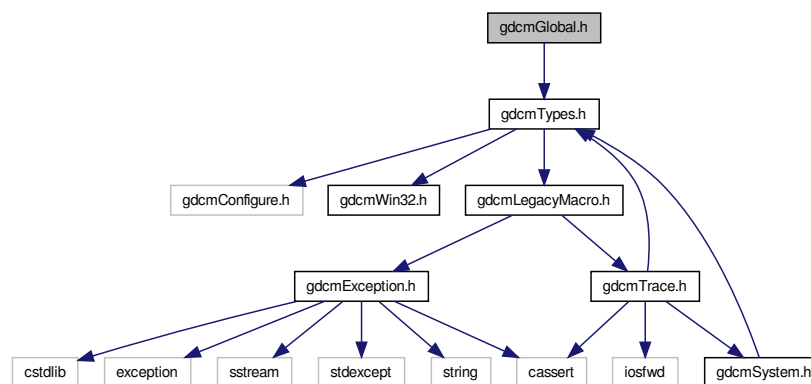 gdcmGlobal.h
gdcmTypes.h
gdcmConfigure.h
gdcmWin32.h
gdcmLegacyMacro.h
gdcmException.h
gdcmTrace.h
cstdlib
exception
sstream
stdexcept
string
cassert
iosfwd
gdcmSystem.h